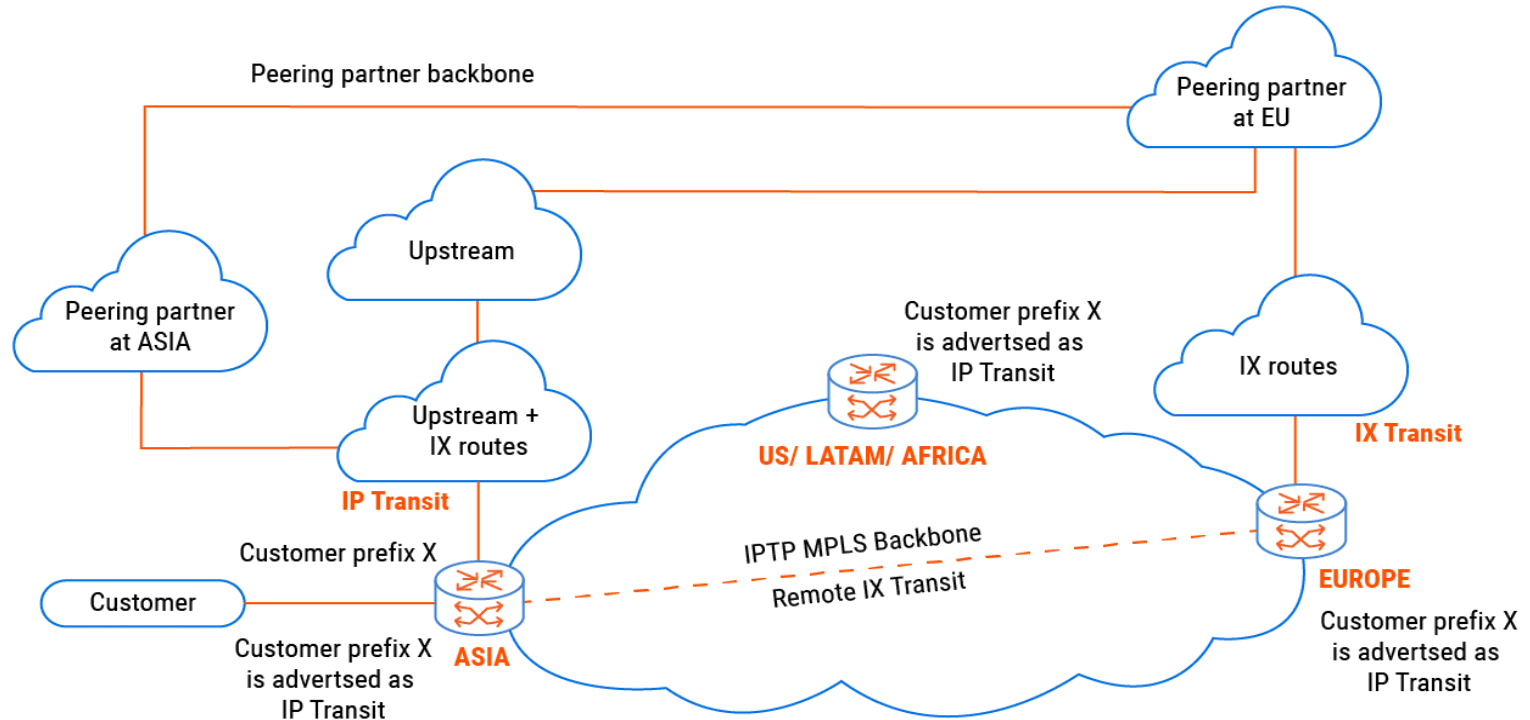 Peering partner backbone
Peering partner
at EU
Upstream
Peering partner
at ASIA
Customer prefix X
is advertsed as
IP Transit
IX routes
Upstream +
IX routes
IX Transit
US/ LATAM/ AFRICA
IP Transit
IPTP MPLS Backbone
Remote IX Transit
Customer prefix X
Customer
EUROPE
Customer prefix X
is advertsed as
IP Transit
ASIA
Customer prefix X
is advertsed as
IP Transit